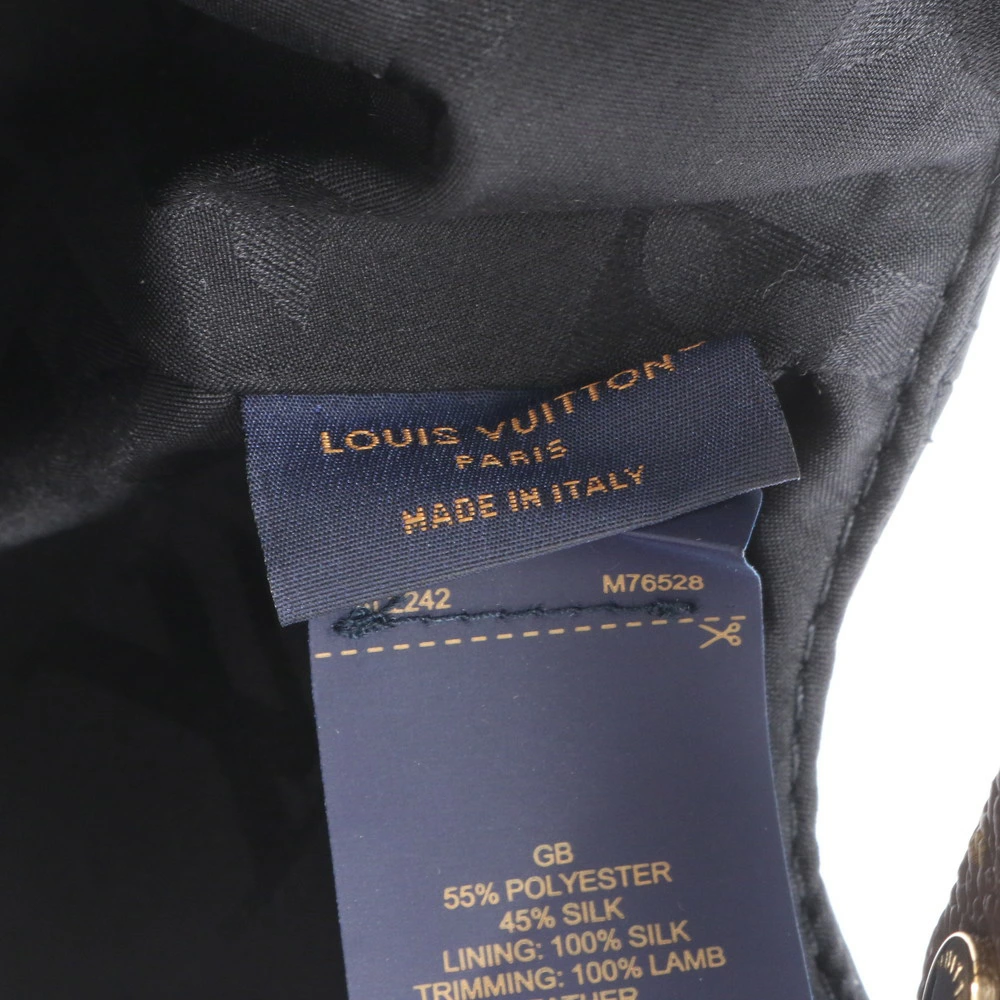 LOUIS VUITTON
PARIS
MADE IN ITALY
M76528
GB
55% POLYESTER
45% SILK
LINING: 100% SILK
TRIMMING: 100% LAMB